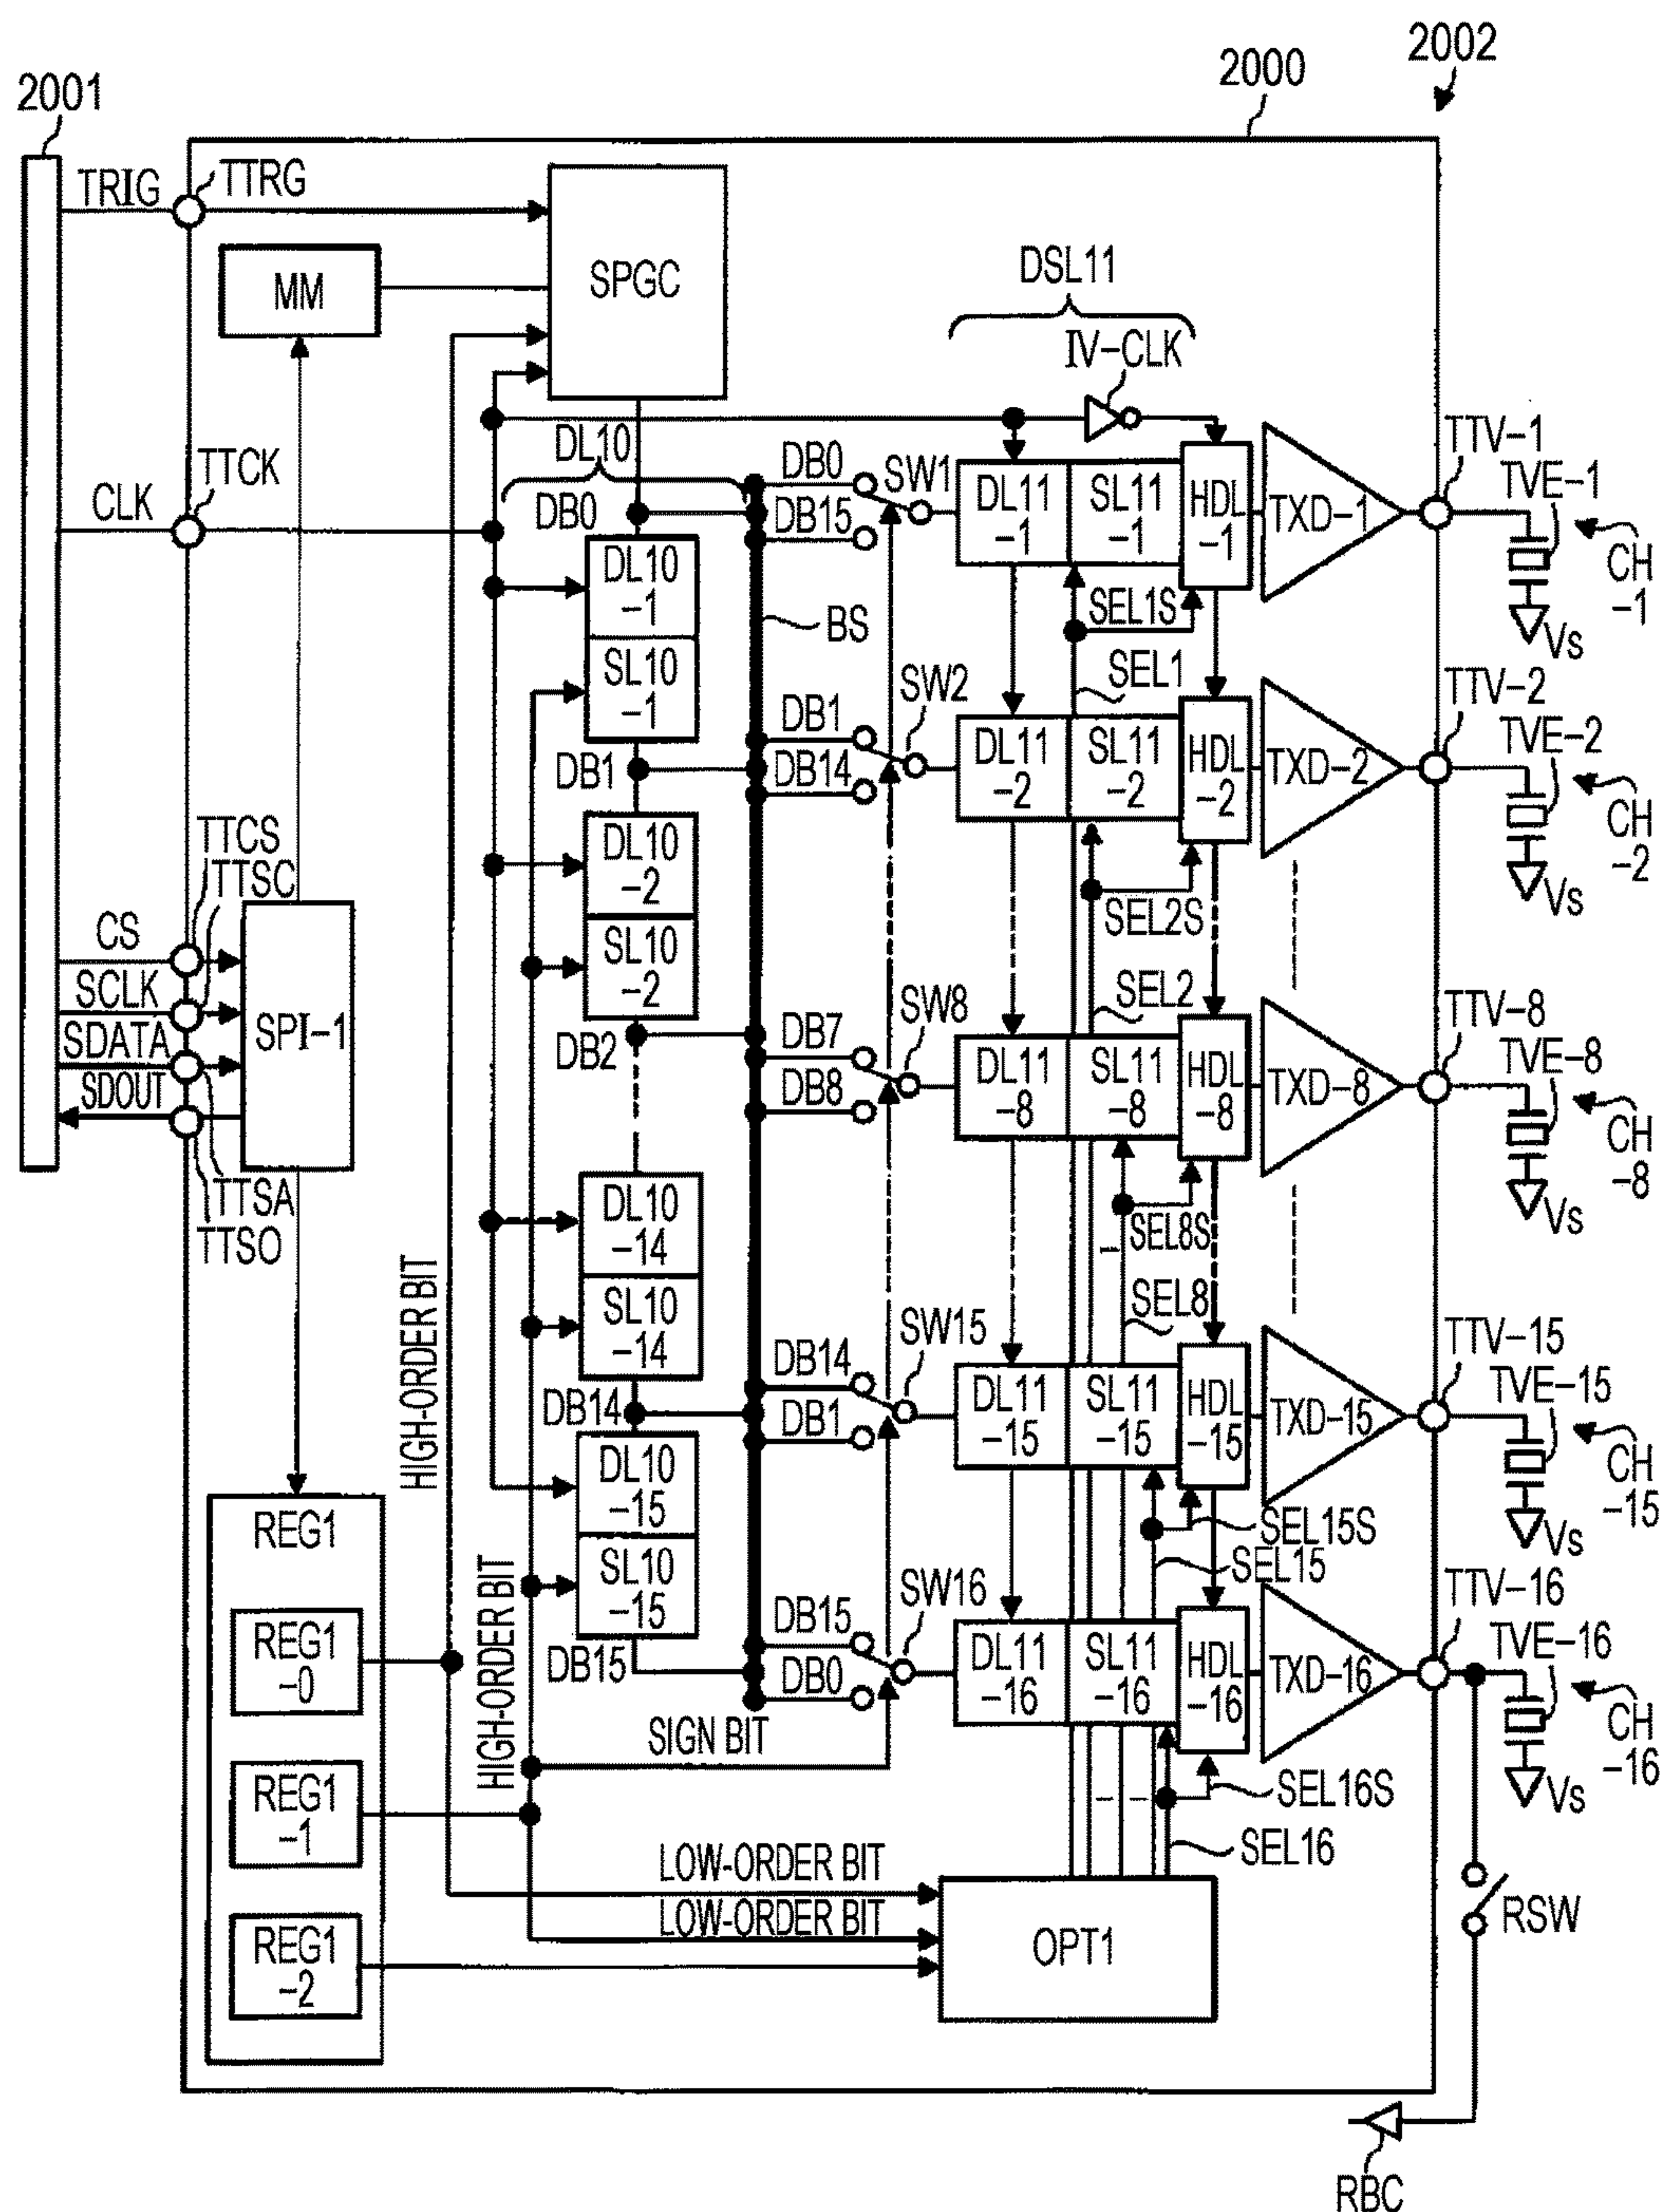 2002
2001
2000
TRIG
TTRG
MM
SPGC
DSL11
IV-CLK
TTCK
CLK
DL10
DB0
DB0
DB15
SW1
DL11
-1
SL11
-1
HDL
-1
TXD-1
TTV-1
TVE-1
CH
-1
Vs
DL10
-1
SL10
-1
BS
SEL1S
SEL1
DB1
DB1
DB14
SW2
DL11
-2
SL11
-2
HDL
-2
TXD-2
TTV-2
TVE-2
CH
-2
Vs
DL10
-2
SL10
-2
SEL2S
SEL2
TTCS
TTSC
CS
SCLK
SDATA
SDOUT
SPI-1
TTSA
TTSO
DB2
DB7
DB8
SW8
DL11
-8
SL11
-8
HDL
-8
TXD-8
TTV-8
TVE-8
CH
-8
Vs
SEL8S
SEL8
DL10
-14
SL10
-14
HIGH-ORDER BIT
DB14
DB14
DB1
SW15
DL11
-15
SL11
-15
HDL
-15
TXD-15
TTV-15
TVE-15
CH
-15
Vs
SEL15S
SEL15
DL10
-15
SL10
-15
HIGH-ORDER BIT
DB15
DB15
DB0
SW16
DL11
-16
SL11
-16
HDL
-16
TXD-16
TTV-16
TVE-16
CH
-16
Vs
SEL16S
SEL16
SIGN BIT
REG1
REG1
-0
REG1
-1
REG1
-2
LOW-ORDER BIT
LOW-ORDER BIT
OPT1
RSW
RBC